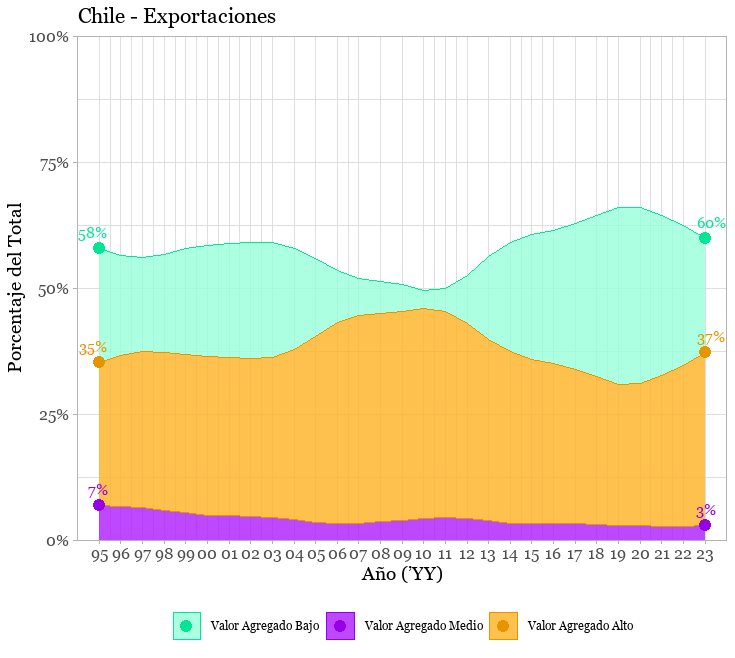 Chile - Exportaciones
100%
75%
50%
25%
0%
Porcentaje del Total
58%
35%
7%
60%
37%
3%
95 96 97 98 99 00 01 02 03 04 05 06 07 08 09 10 11 12 13 14 15 16 17 18 19 20 21 22 23
Año ('YY)
Valor Agregado Bajo Valor Agregado Medio Valor Agregado Alto